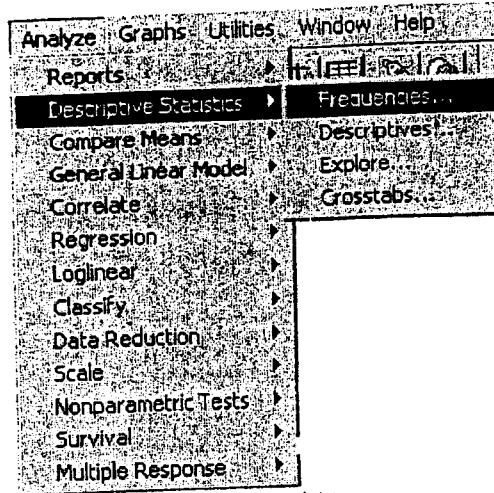 Analyze Graphs Utilities Window Help
Reports
Descriptive Statistics Frequencies...
Compare Means Descriptives...
General Linear Model Explore...
Correlate Crosstabs...
Regression
Loglinear
Classify
Data Reduction
Scale
Nonparametric Tests
Survival
Multiple Response